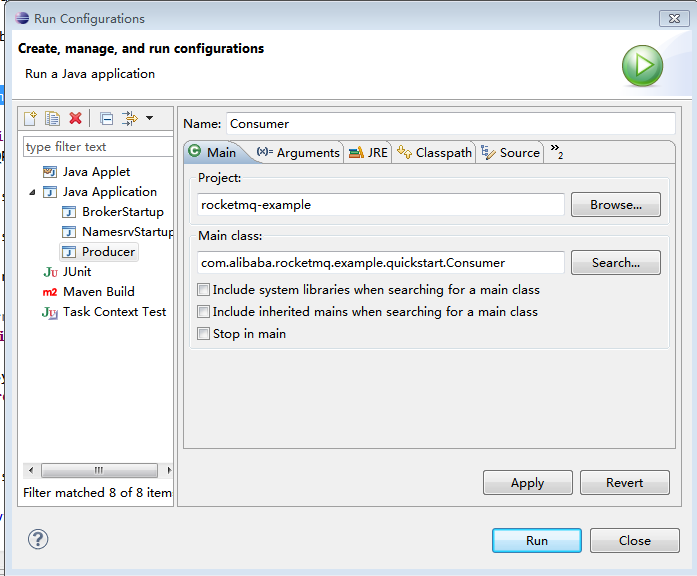 Run Configurations
Create, manage, and run configurations
Run a Java application
type filter text
Java Applet
Java Application
BrokerStartup
NamesrvStartup
Producer
JUnit
Maven Build
Task Context Test
Filter matched 8 of 8 item
Name: Consumer
Main (x)= Arguments JRE Classpath Source »2
Project:
rocketmq-example Browse...
Main class:
com.alibaba.rocketmq.example.quickstart.Consumer Search...
Include system libraries when searching for a main class
Include inherited mains when searching for a main class
Stop in main
Apply Revert
Run Close